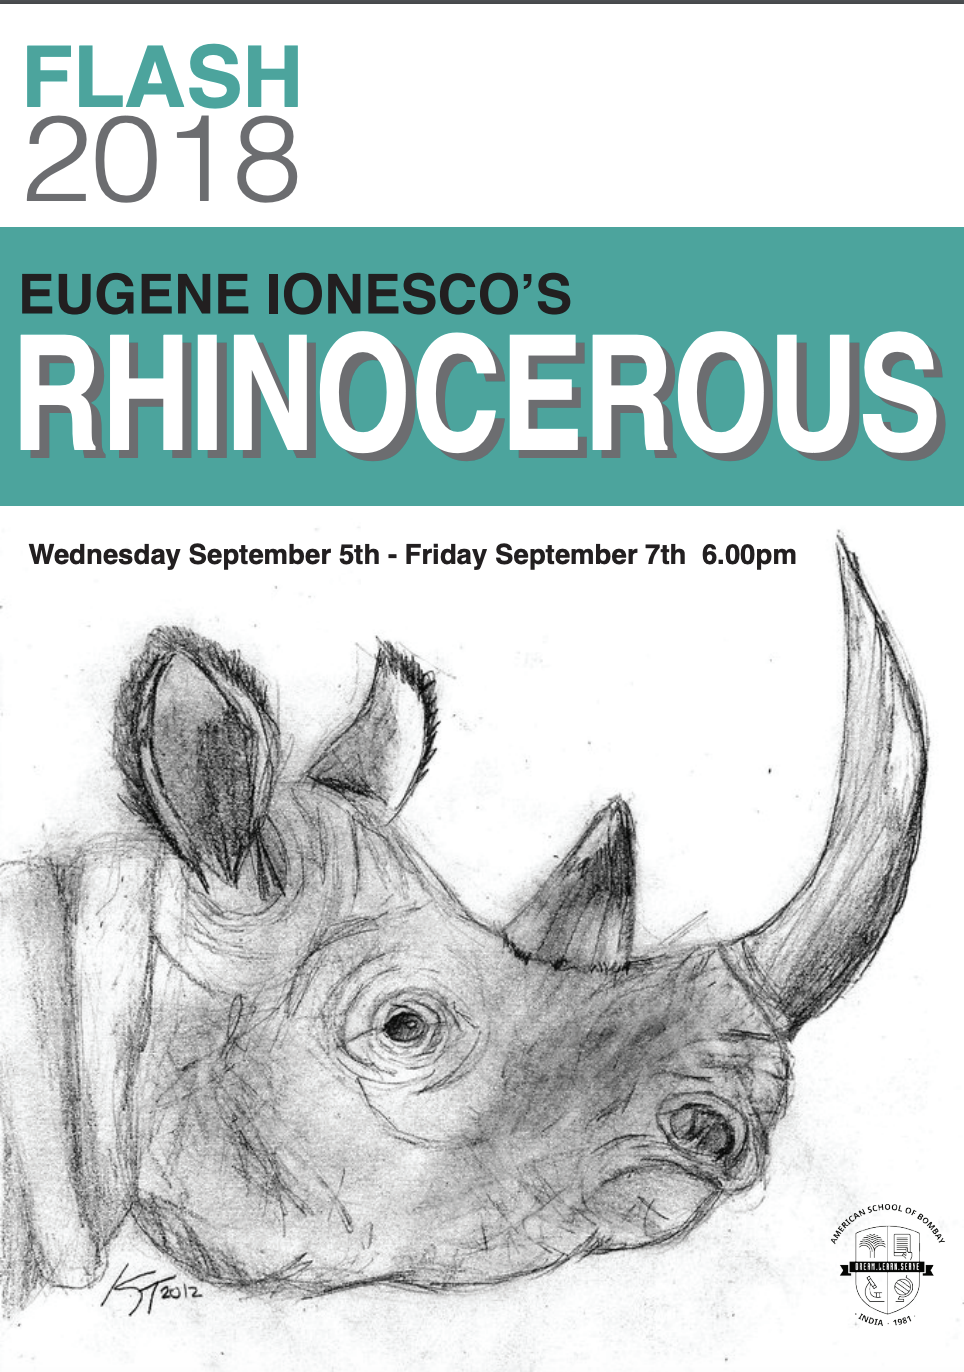 FLASH
2018
EUGENE IONESCO’S
RHINOCEROUS
Wednesday September 5th - Friday September 7th 6.00pm
2012
AMERICAN SCHOOL OF BOMBAY
DREAM.LEARN.SERVE
· INDIA · 1981 ·